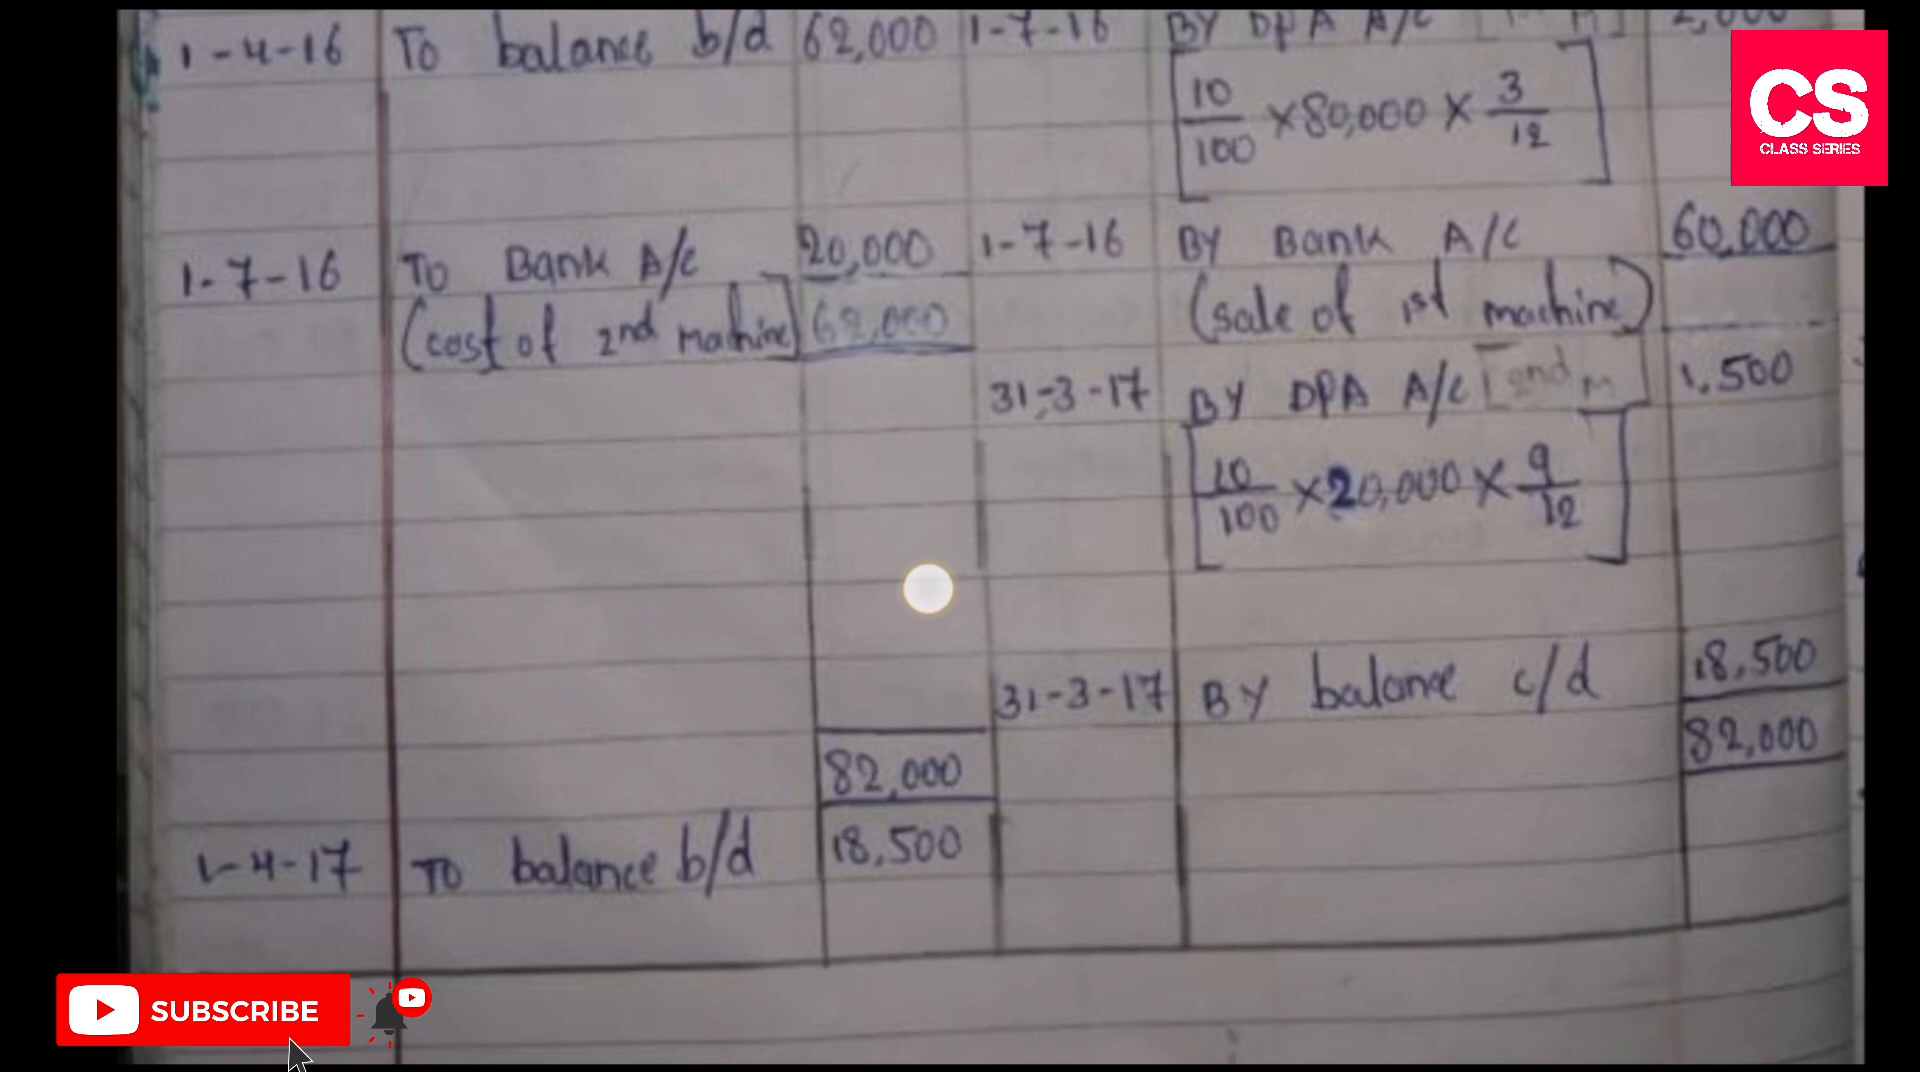 1-4-16 To balance b/d 62,000 1-7-16 BY DPA A/C 2,000
[10/100 × 80,000 × 3/12]
1-7-16 To Bank A/c 20,000 1-7-16 BY Bank A/C 60,000
(cost of 2nd machine) 62,000 (sale of 1st machine)
31-3-17 BY DPA A/C [2nd M] 1,500
[10/100 × 20,000 × 9/12]
31-3-17 BY balance c/d 18,500
82,000 82,000
1-4-17 To balance b/d 18,500
CS
CLASS SERIES
SUBSCRIBE